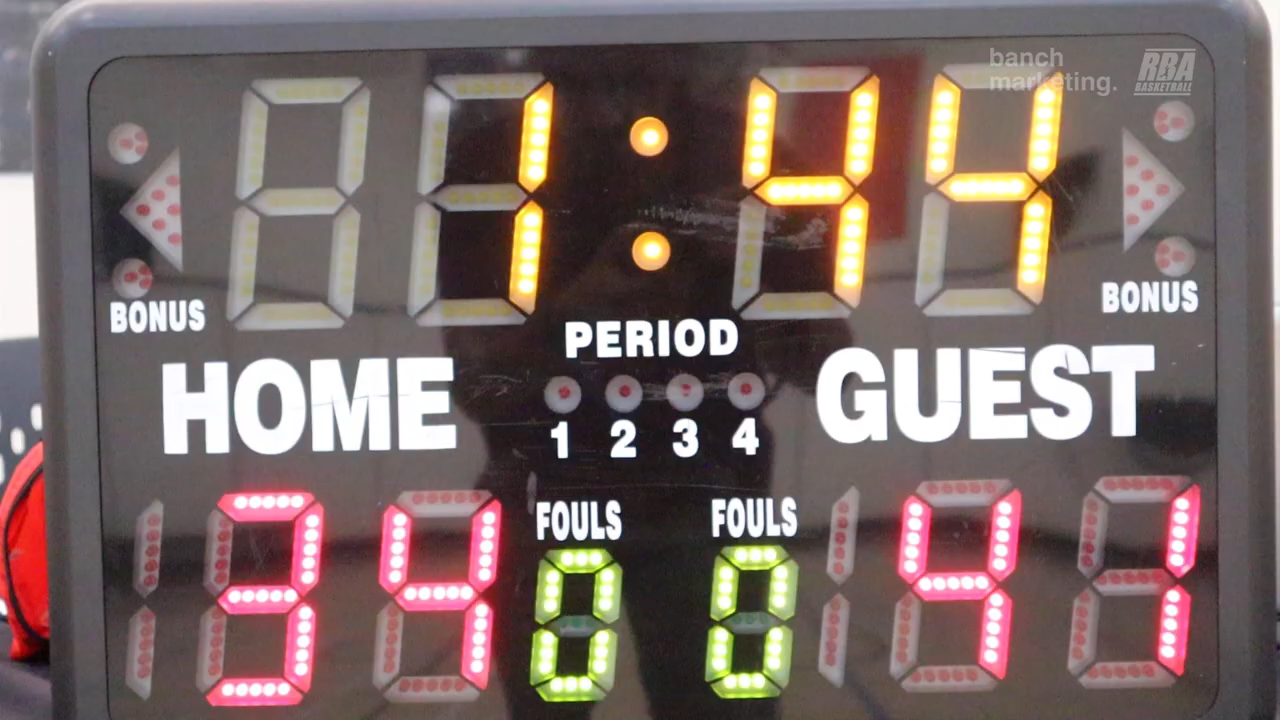 banch
marketing.
RBA
BASKETBALL
1:44
BONUS
BONUS
PERIOD
HOME
GUEST
1 2 3 4
FOULS
FOULS
34
0
0
41